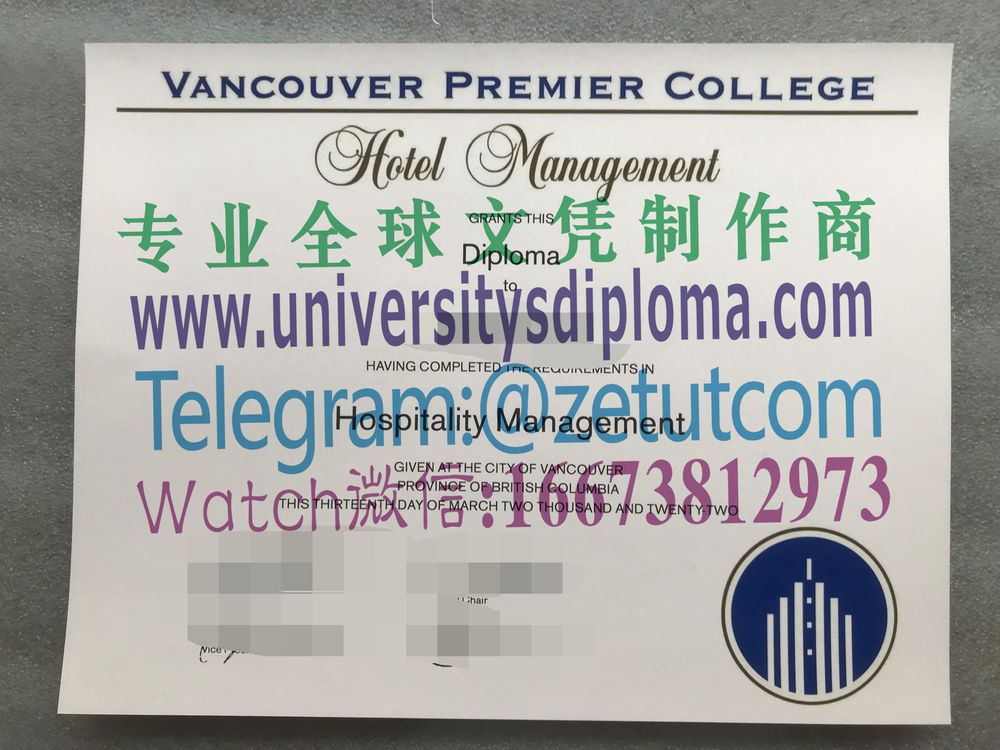 VANCOUVER PREMIER COLLEGE
Hotel Management
GRANTS THIS
专业全球文凭制作商
Diploma
to
www.universitysdiploma.com
HAVING COMPLETED THE REQUIREMENTS IN
Telegram:@zetutcom
Hospitality Management
GIVEN AT THE CITY OF VANCOUVER
PROVINCE OF BRITISH COLUMBIA
Watch微信:16673812973
THIS THIRTEENTH DAY OF MARCH TWO THOUSAND AND TWENTY-TWO
Chair
Vice